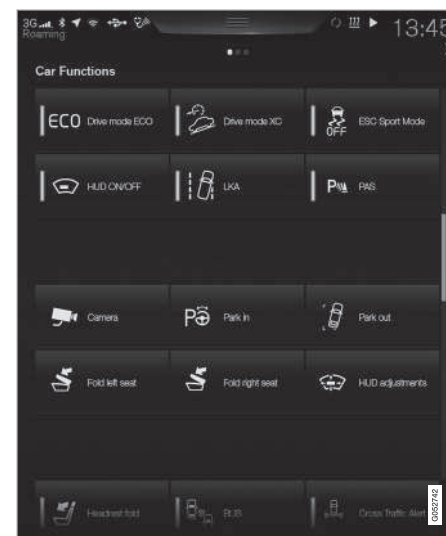 3G 13:45
Roaming
Car Functions
ECO Drive mode ECO Drive mode XC OFF ESC Sport Mode
HUD ON/OFF LKA P PAS
Camera P Park in Park out
Fold left seat Fold right seat HUD adjustments
Headrest fold BLIS Cross Traffic Alert
G052742